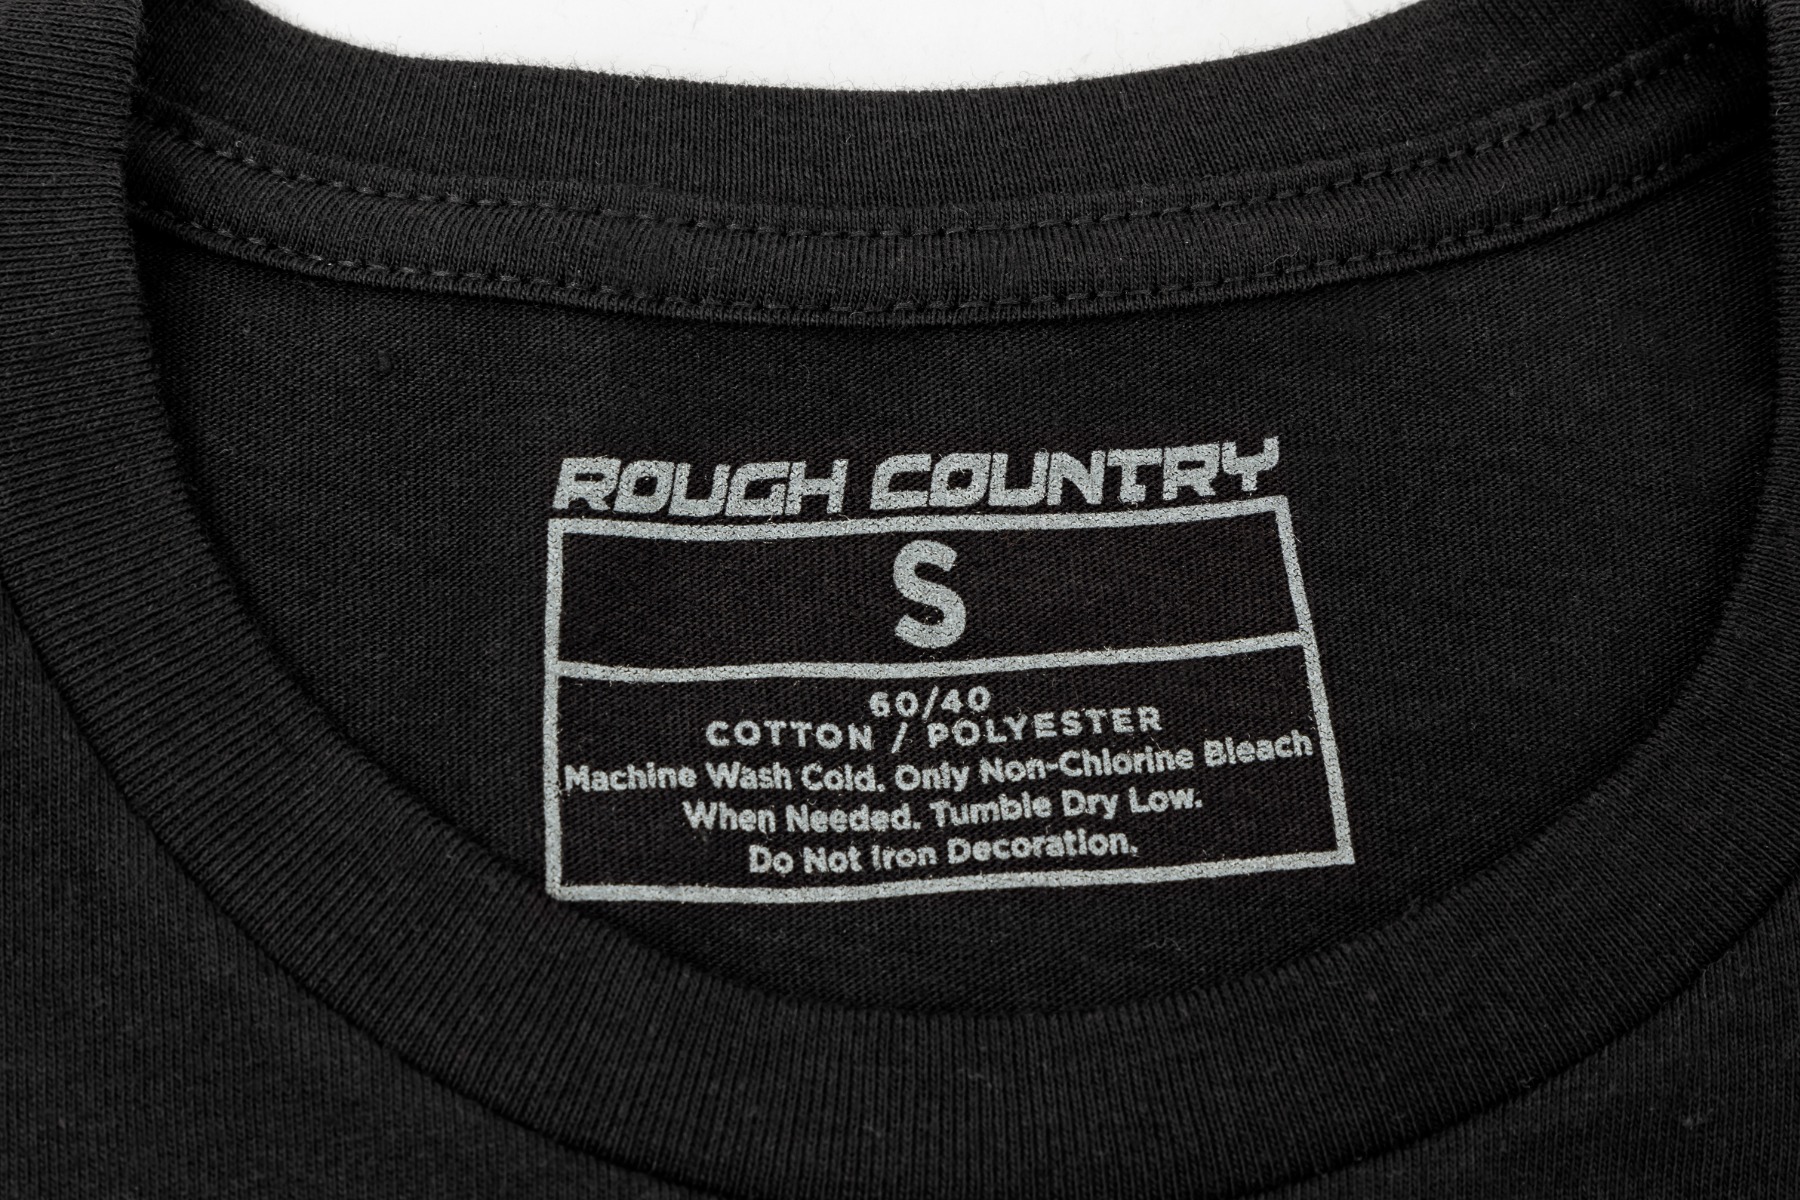 ROUGH COUNTRY
S
60/40
COTTON / POLYESTER
Machine Wash Cold. Only Non-Chlorine Bleach
When Needed. Tumble Dry Low.
Do Not Iron Decoration.